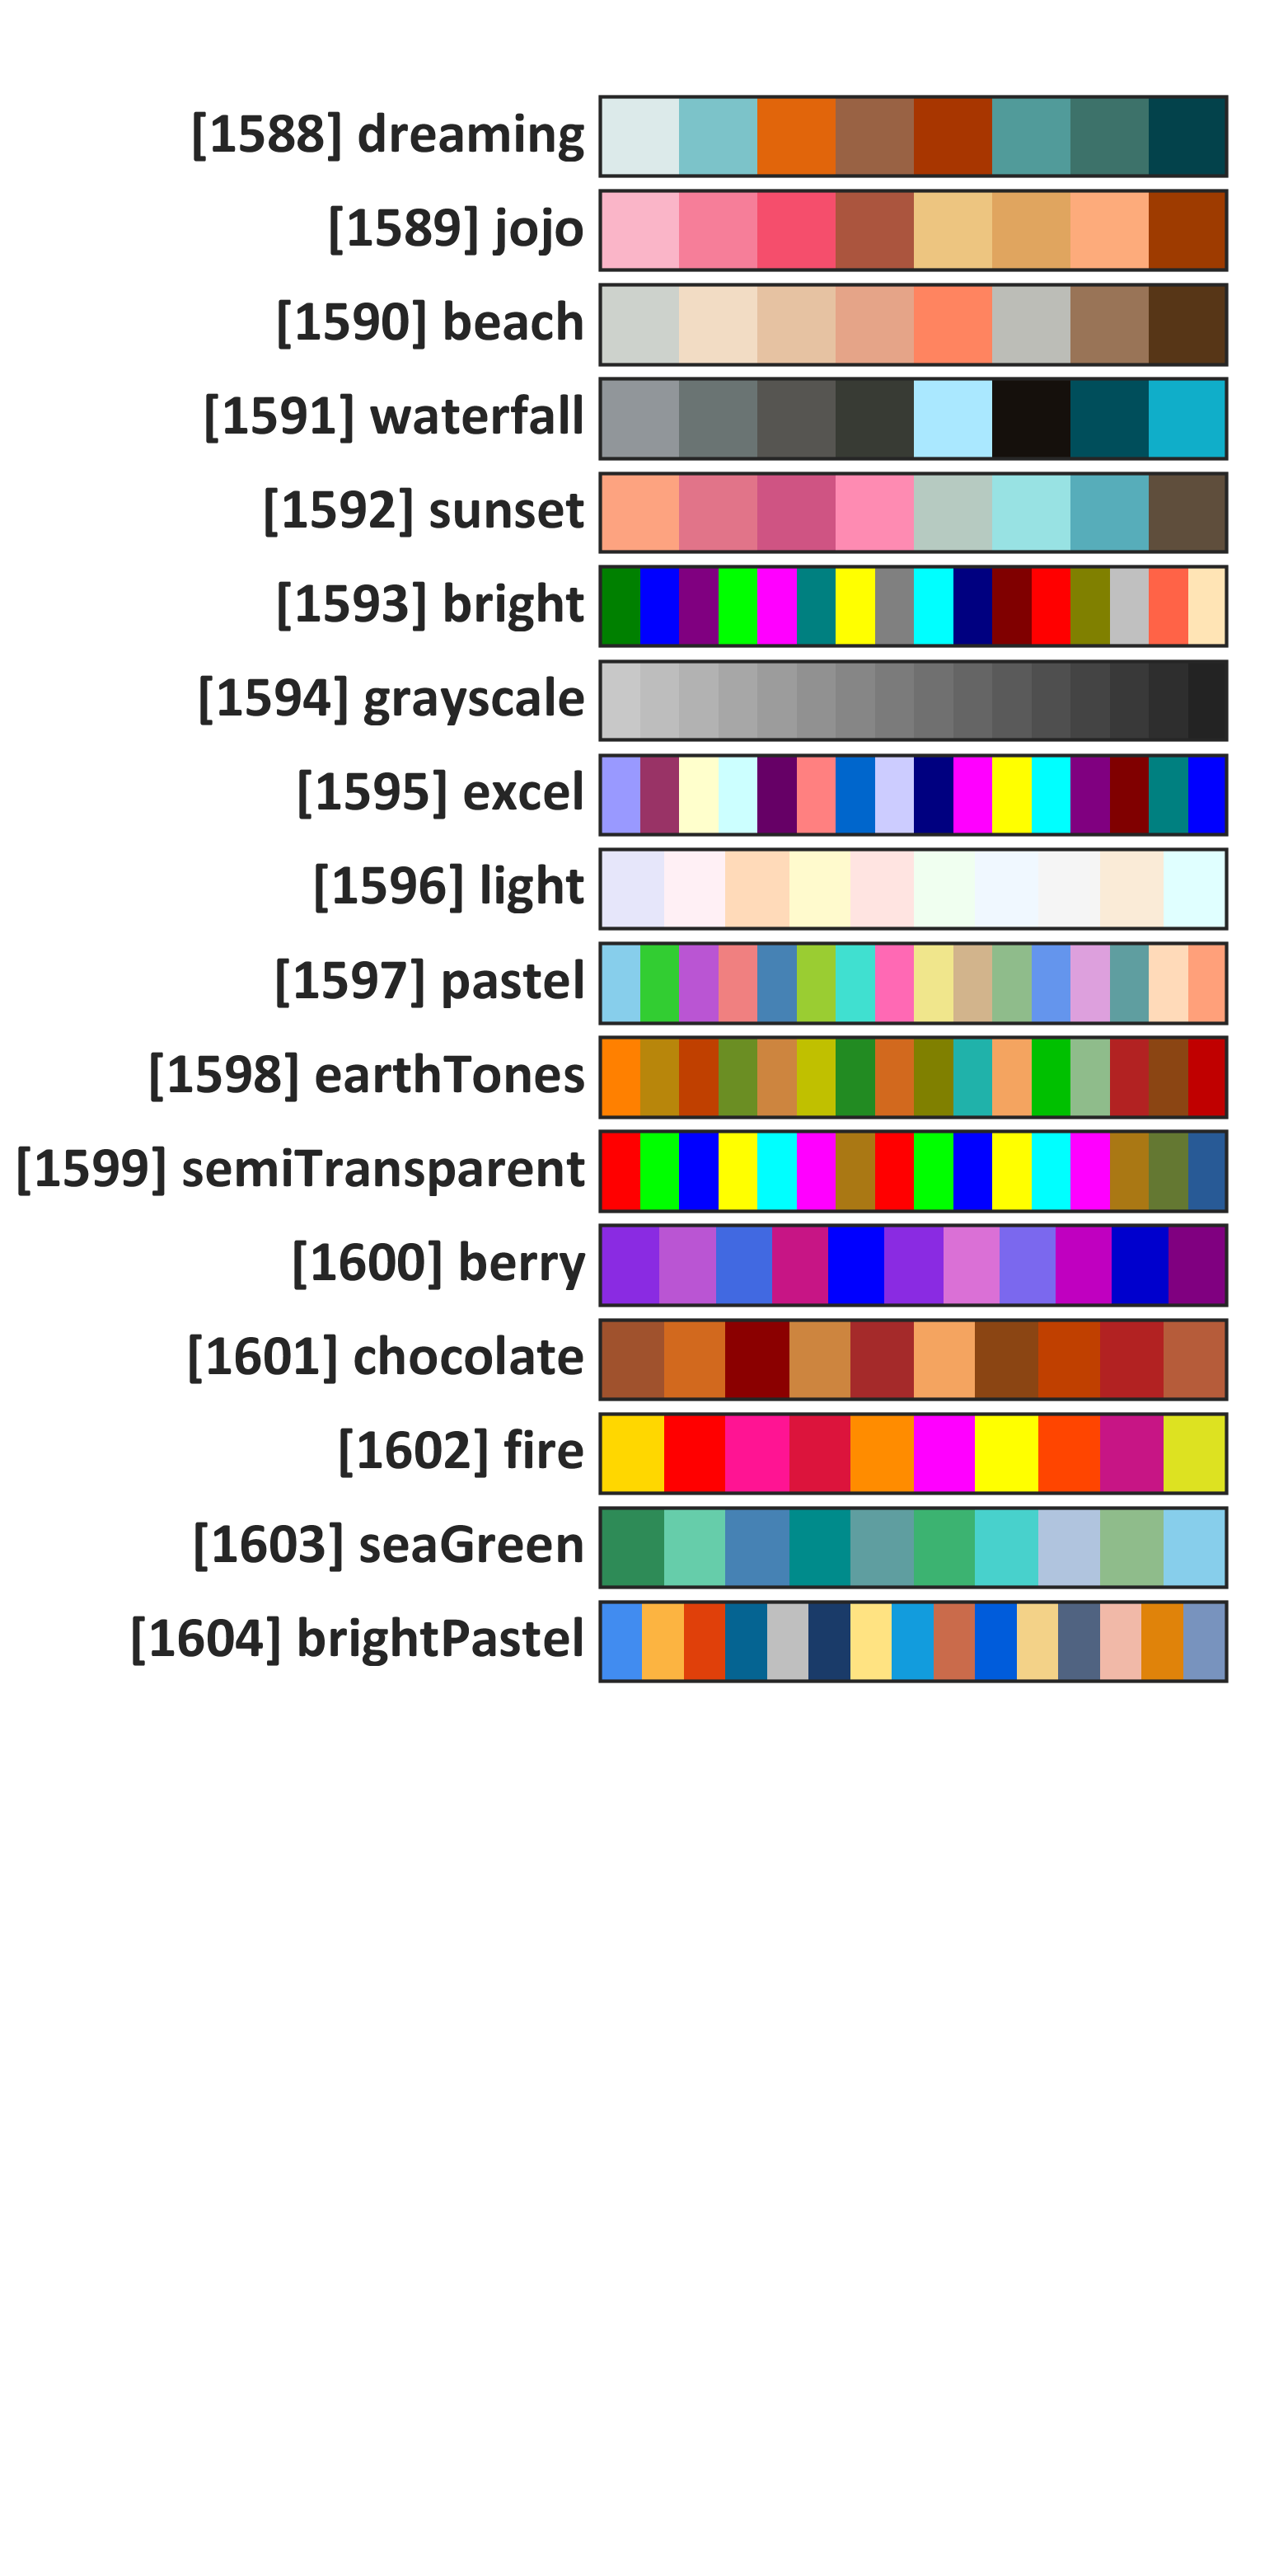 [1588] dreaming
[1589] jojo
[1590] beach
[1591] waterfall
[1592] sunset
[1593] bright
[1594] grayscale
[1595] excel
[1596] light
[1597] pastel
[1598] earthTones
[1599] semiTransparent
[1600] berry
[1601] chocolate
[1602] fire
[1603] seaGreen
[1604] brightPastel